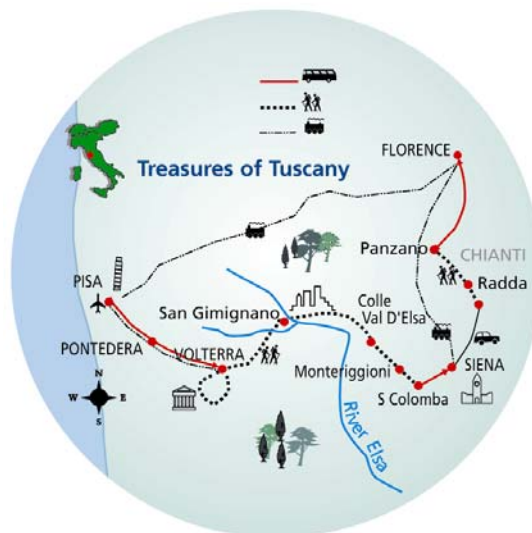 Treasures of Tuscany
FLORENCE
Panzano
CHIANTI
Radda
PISA
San Gimignano
Colle
Val D'Elsa
PONTEDERA
VOLTERRA
Monteriggioni
SIENA
S Colomba
River Elsa
N
W
E
S